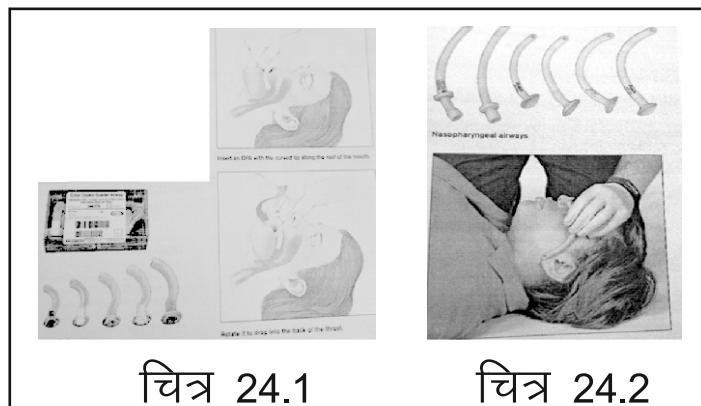 Insert an OPA with the curved tip along the roof of the mouth.
Rotate it to drop into the back of the throat.
चित्र 24.1
Nasopharyngeal airways
चित्र 24.2